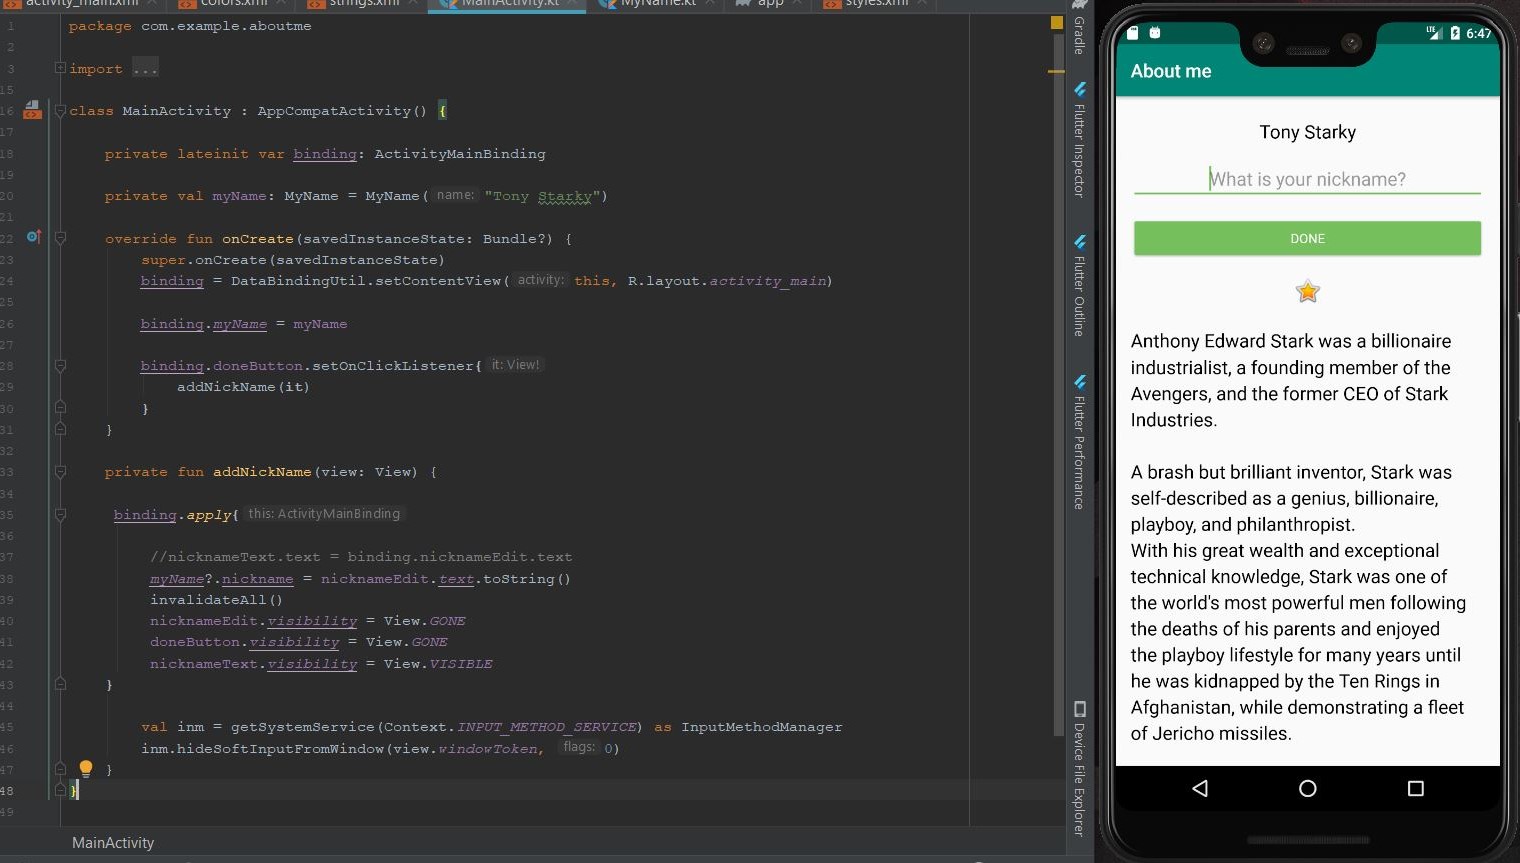 activity_main.xml
colors.xml
strings.xml
MainActivity.kt
MyName.kt
app
styles.xml
1 package com.example.aboutme
2
3 import ...
15
16 class MainActivity : AppCompatActivity() {
17
18 private lateinit var binding: ActivityMainBinding
19
20 private val myName: MyName = MyName( name: "Tony Starky")
21
22 override fun onCreate(savedInstanceState: Bundle?) {
23 super.onCreate(savedInstanceState)
24 binding = DataBindingUtil.setContentView( activity: this, R.layout.activity_main)
25
26 binding.myName = myName
27
28 binding.doneButton.setOnClickListener{ it: View!
29 addNickName(it)
30 }
31 }
32
33 private fun addNickName(view: View) {
34
35 binding.apply{ this: ActivityMainBinding
36
37 //nicknameText.text = binding.nicknameEdit.text
38 myName?.nickname = nicknameEdit.text.toString()
39 invalidateAll()
40 nicknameEdit.visibility = View.GONE
41 doneButton.visibility = View.GONE
42 nicknameText.visibility = View.VISIBLE
43 }
44
45 val inm = getSystemService(Context.INPUT_METHOD_SERVICE) as InputMethodManager
46 inm.hideSoftInputFromWindow(view.windowToken, flags: 0)
47 }
48 }
49
MainActivity
Gradle
Flutter Inspector
Flutter Outline
Flutter Performance
Device File Explorer
LTE 6:47
About me
Tony Starky
What is your nickname?
DONE
Anthony Edward Stark was a billionaire
industrialist, a founding member of the
Avengers, and the former CEO of Stark
Industries.
A brash but brilliant inventor, Stark was
self-described as a genius, billionaire,
playboy, and philanthropist.
With his great wealth and exceptional
technical knowledge, Stark was one of
the world's most powerful men following
the deaths of his parents and enjoyed
the playboy lifestyle for many years until
he was kidnapped by the Ten Rings in
Afghanistan, while demonstrating a fleet
of Jericho missiles.